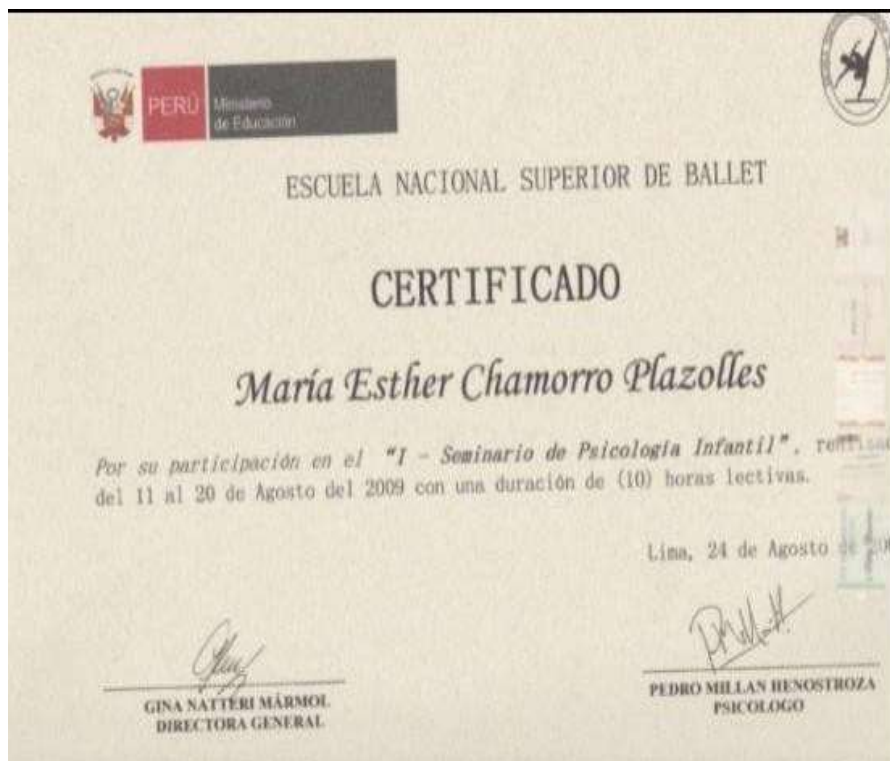 PERÚ
Ministerio
de Educación
ESCUELA NACIONAL SUPERIOR DE BALLET
CERTIFICADO
María Esther Chamorro Plazolles
Por su participación en el "I - Seminario de Psicología Infantil",
del 11 al 20 de Agosto del 2009 con una duración de (10) horas lectivas.
Lima, 24 de Agosto de
GINA NATTERI MÁRMOL
DIRECTORA GENERAL
PEDRO MILLAN HENOSTROZA
PSICOLOGO